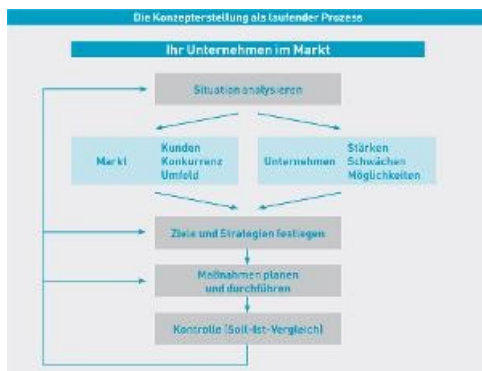 Die Konzepterstellung als laufender Prozess
Ihr Unternehmen im Markt
Situation analysieren
Markt
Kunden
Konkurrenz
Umfeld
Unternehmen
Stärken
Schwächen
Möglichkeiten
Ziele und Strategien festlegen
Maßnahmen planen
und durchführen
Kontrolle (Soll-Ist-Vergleich)